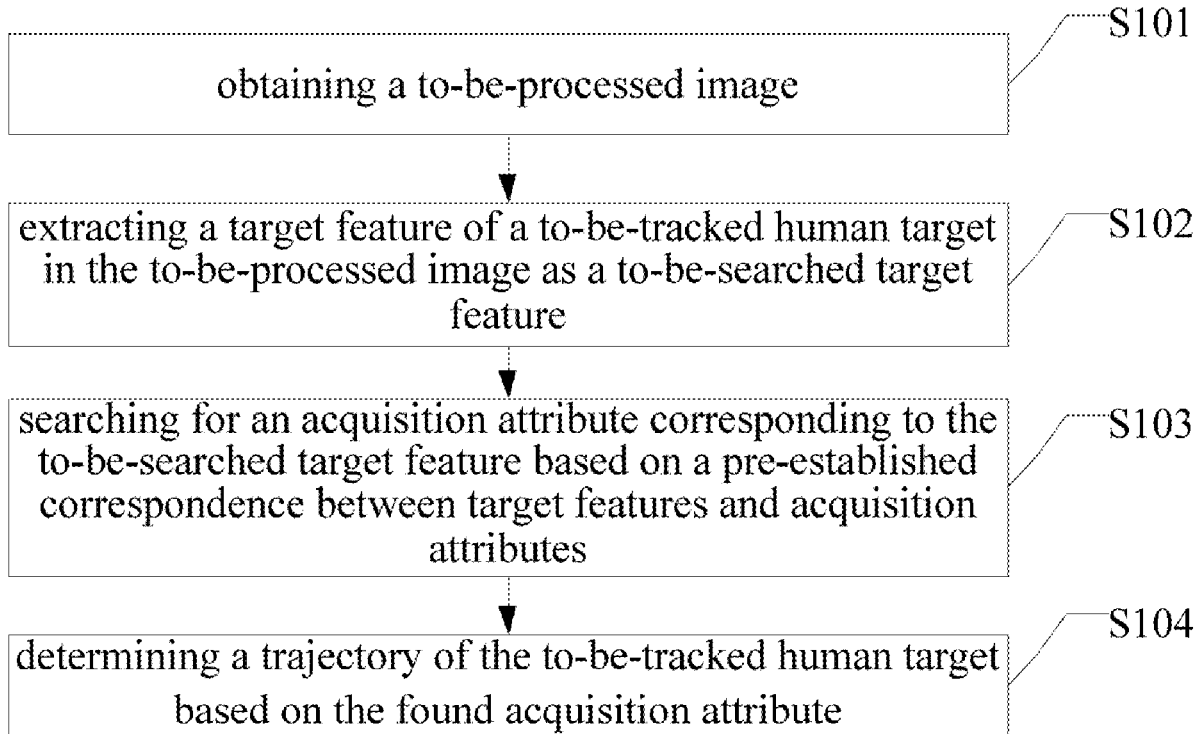 S101
obtaining a to-be-processed image
extracting a target feature of a to-be-tracked human target
in the to-be-processed image as a to-be-searched target
feature
S102
searching for an acquisition attribute corresponding to the
to-be-searched target feature based on a pre-established
correspondence between target features and acquisition
attributes
S103
determining a trajectory of the to-be-tracked human target
based on the found acquisition attribute
S104